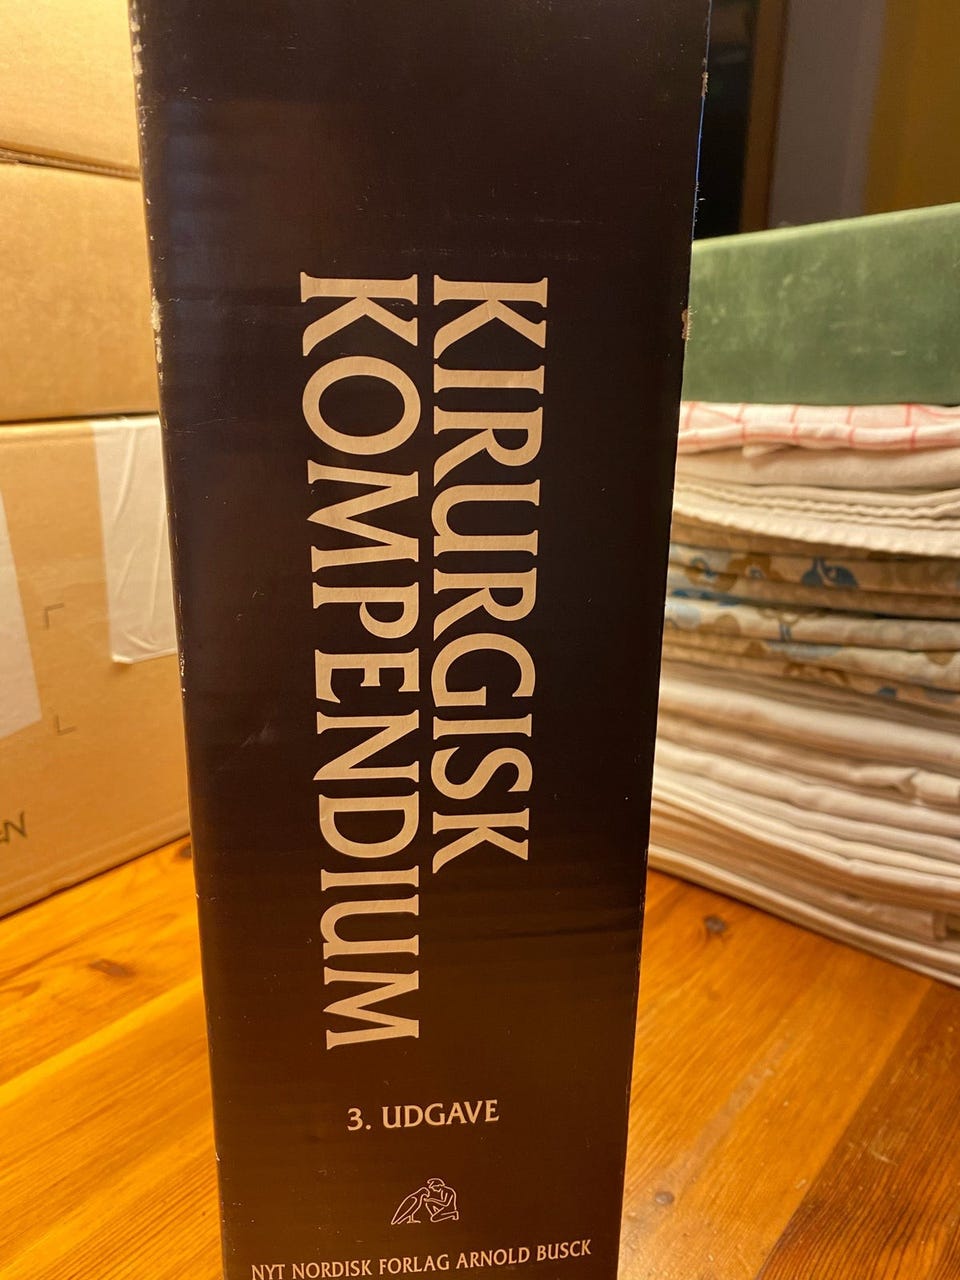 KIRURGISK
KOMPENDIUM
3. UDGAVE
NYT NORDISK FORLAG ARNOLD BUSCK